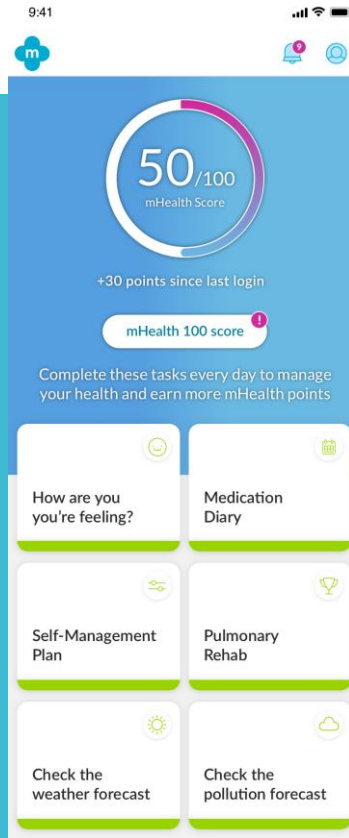 9:41
m
9
50/100
mHealth Score
+30 points since last login
mHealth 100 score
!
Complete these tasks every day to manage
your health and earn more mHealth points
How are you
you're feeling?
Medication
Diary
Self-Management
Plan
Pulmonary
Rehab
Check the
weather forecast
Check the
pollution forecast